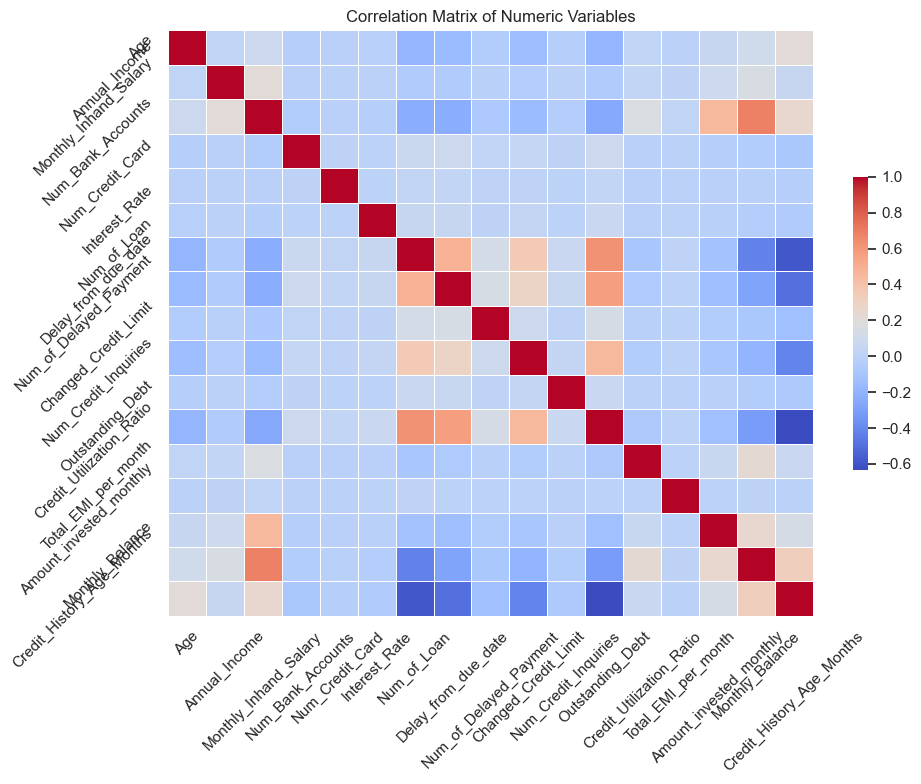 Correlation Matrix of Numeric Variables
Age
Annual_Income
Monthly_Inhand_Salary
Num_Bank_Accounts
Num_Credit_Card
Interest_Rate
Num_of_Loan
Delay_from_due_date
Num_of_Delayed_Payment
Changed_Credit_Limit
Num_Credit_Inquiries
Outstanding_Debt
Credit_Utilization_Ratio
Total_EMI_per_month
Amount_invested_monthly
Monthly_Balance
Credit_History_Age_Months
1.0
0.8
0.6
0.4
0.2
0.0
−0.2
−0.4
−0.6
Age
Annual_Income
Monthly_Inhand_Salary
Num_Bank_Accounts
Num_Credit_Card
Interest_Rate
Num_of_Loan
Delay_from_due_date
Num_of_Delayed_Payment
Changed_Credit_Limit
Num_Credit_Inquiries
Outstanding_Debt
Credit_Utilization_Ratio
Total_EMI_per_month
Amount_invested_monthly
Monthly_Balance
Credit_History_Age_Months